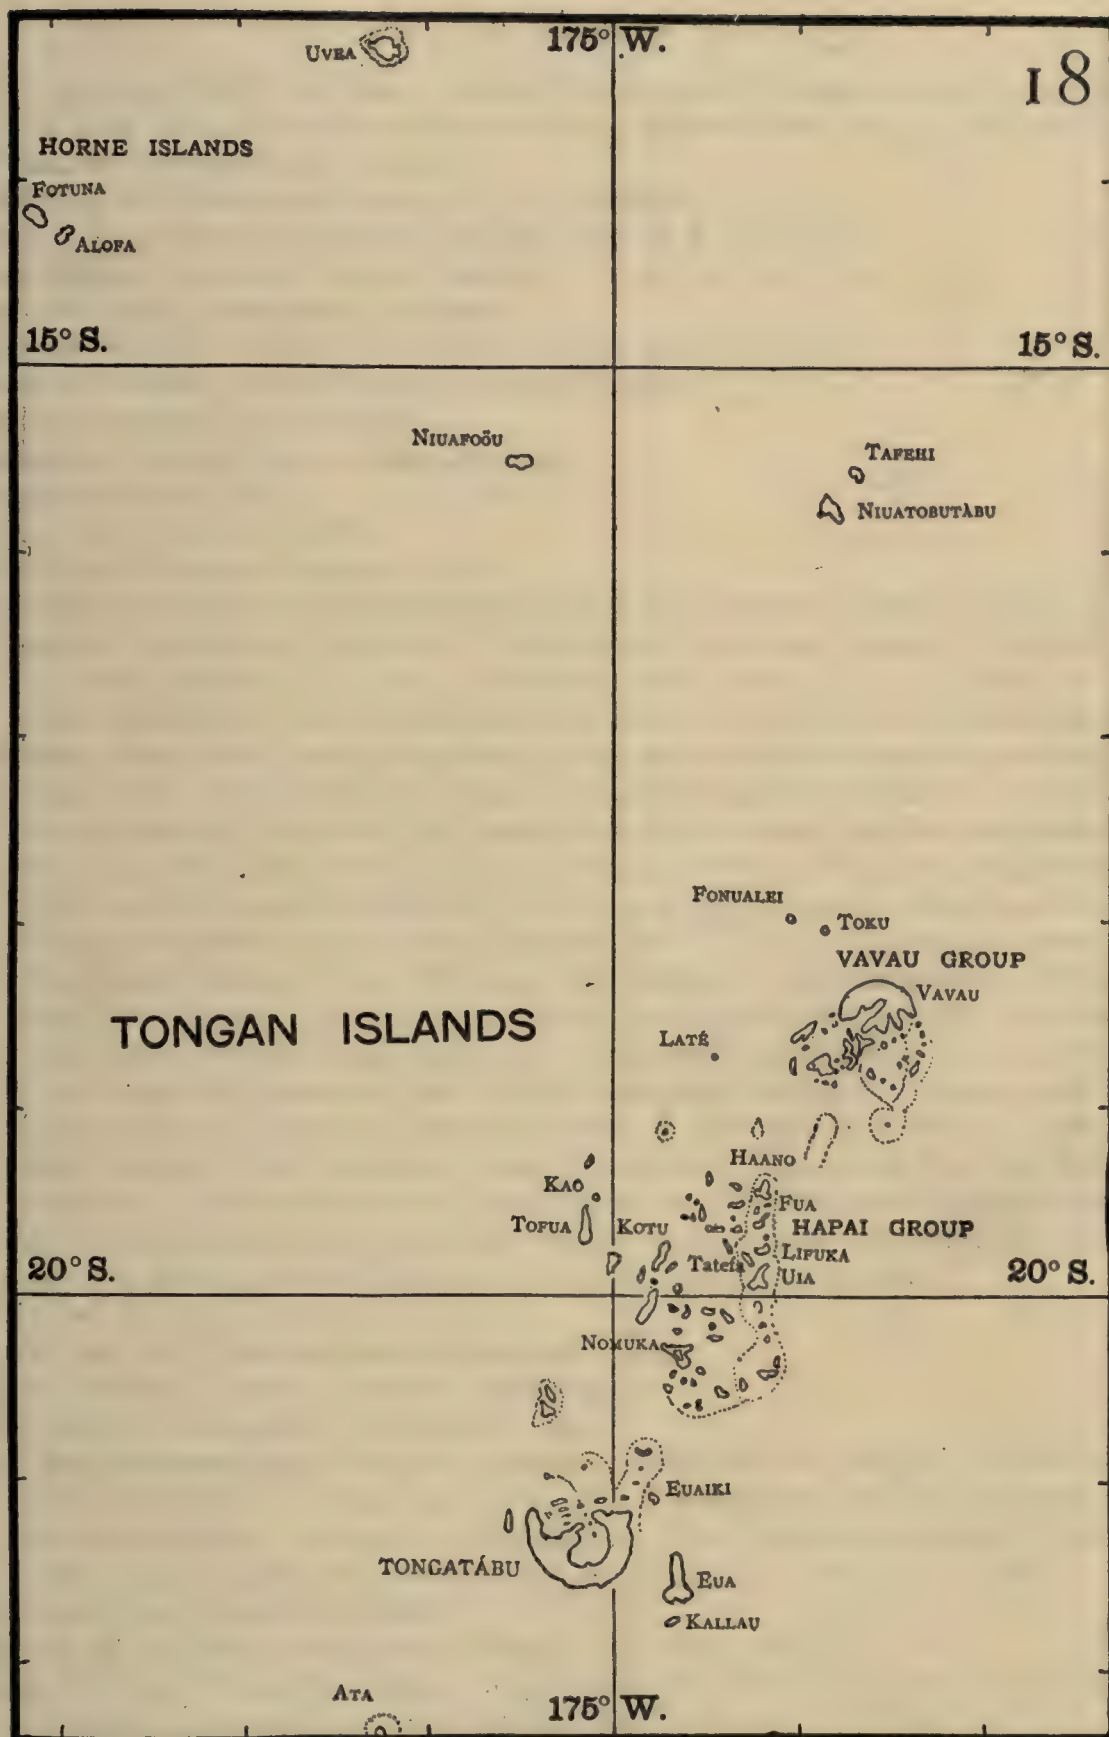 UVEA
175° W.
18
HORNE ISLANDS
FOTUNA
ALOFA
15° S.
15° S.
NIUAFOÖU
TAFEHI
NIUATOBUTÀBU
FONUALEI
TOKU
VAVAU GROUP
VAVAU
TONGAN ISLANDS
LATÉ
HAANO
KAO
FUA
TOFUA
KOTU
HAPAI GROUP
LIFUKA
Tatefa
UIA
20° S.
20° S.
NOMUKA
EUAIKI
TONGATÁBU
EUA
KALLAU
ATA
175° W.